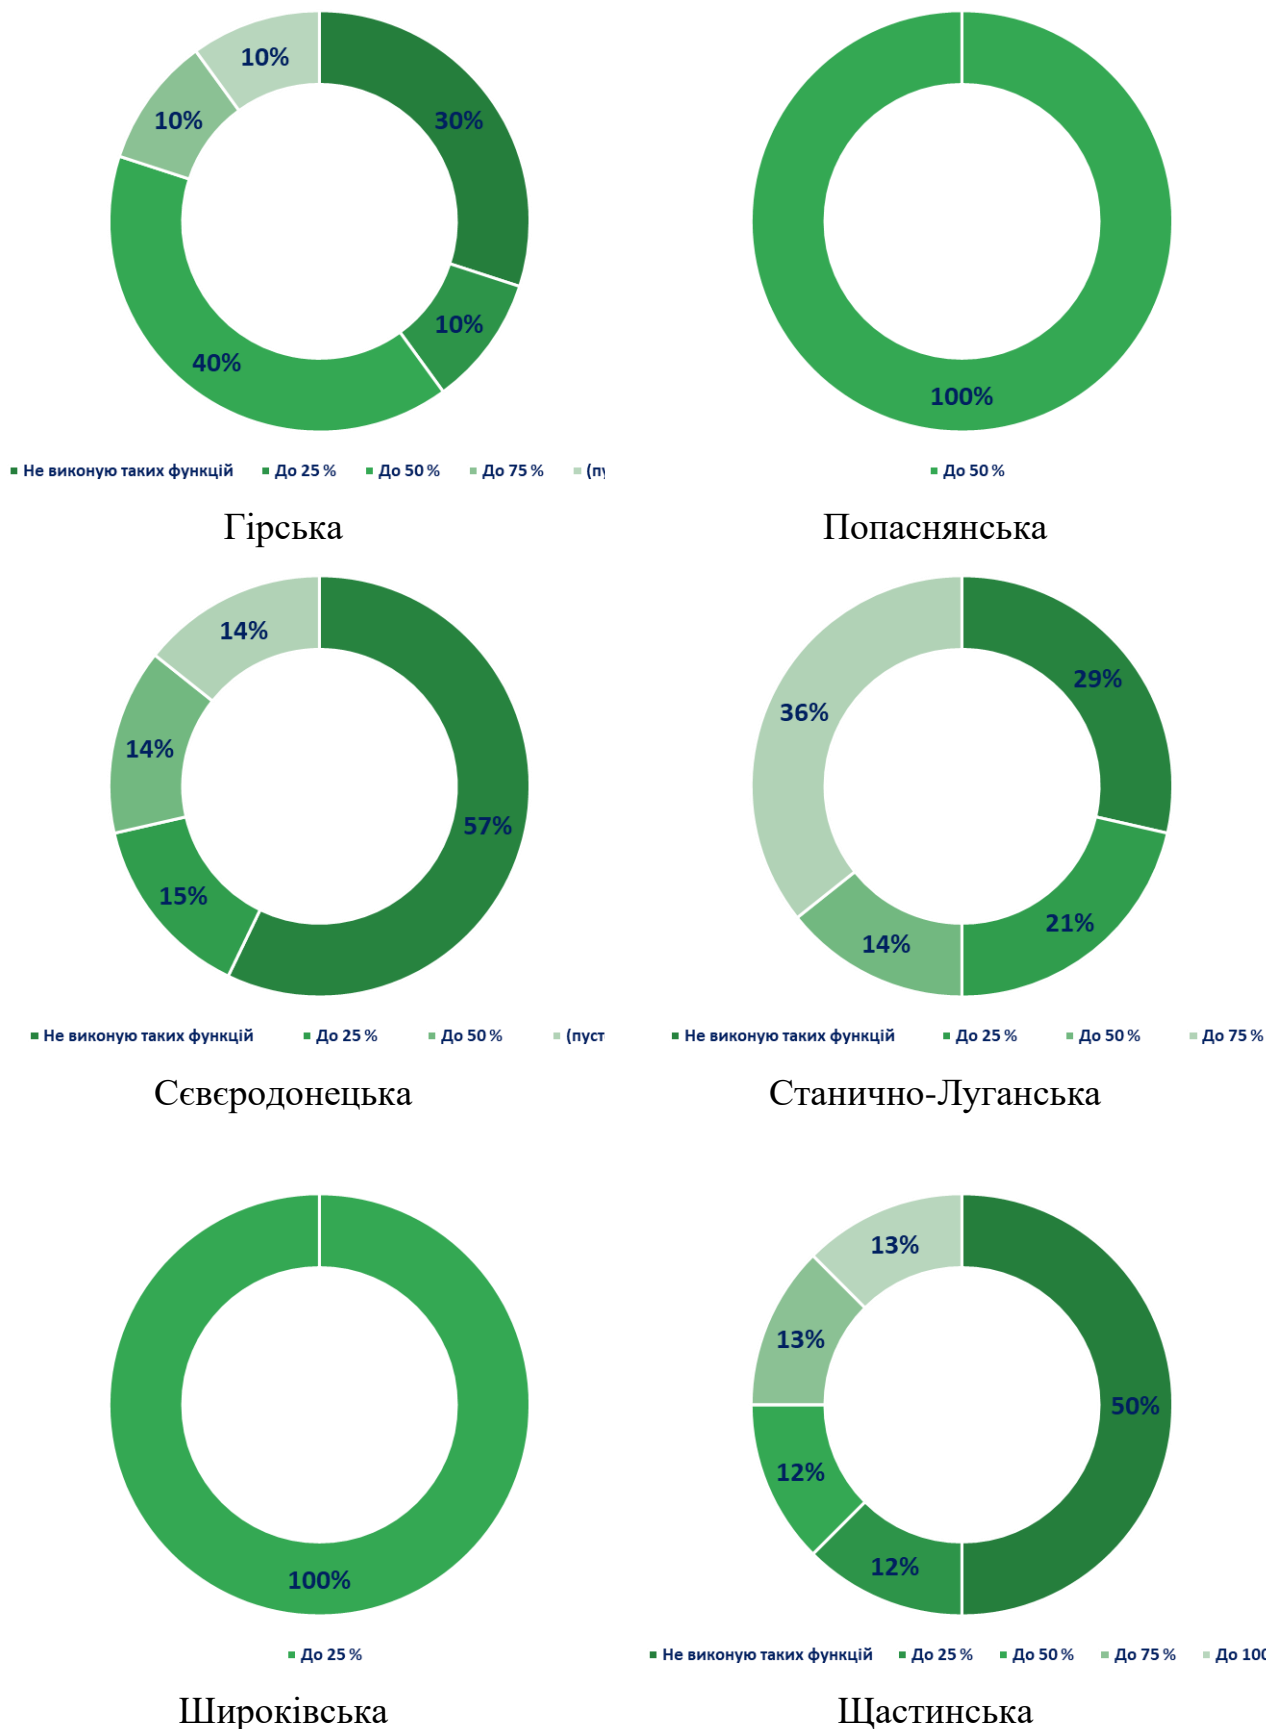 10%
30%
10%
10%
40%
■ Не виконую таких функцій ■ До 25 % ■ До 50 % ■ До 75 %
Гірська
100%
■ До 50 %
Попаснянська
14%
14%
57%
15%
■ Не виконую таких функцій ■ До 25 % ■ До 50 % ■ (пуст
Сєвєродонецька
29%
36%
21%
14%
■ Не виконую таких функцій ■ До 25 % ■ До 50 % ■ До 75 %
Станично-Луганська
100%
■ До 25 %
Широківська
13%
13%
50%
12%
12%
■ Не виконую таких функцій ■ До 25 % ■ До 50 % ■ До 75 % ■ До 100
Щастинська